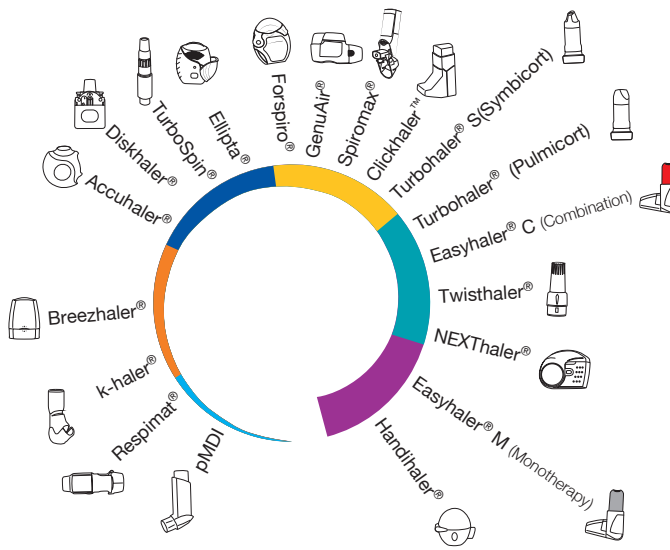 pMDI
Respimat®
k-haler®
Breezhaler®
Accuhaler®
Diskhaler®
TurboSpin®
Ellipta®
Forspiro®
GenuAir®
Spiromax®
Clickhaler™
Turbohaler® S(Symbicort)
Turbohaler® (Pulmicort)
Easyhaler® C (Combination)
Twisthaler®
NEXThaler®
Easyhaler® M (Monotherapy)
Handihaler®